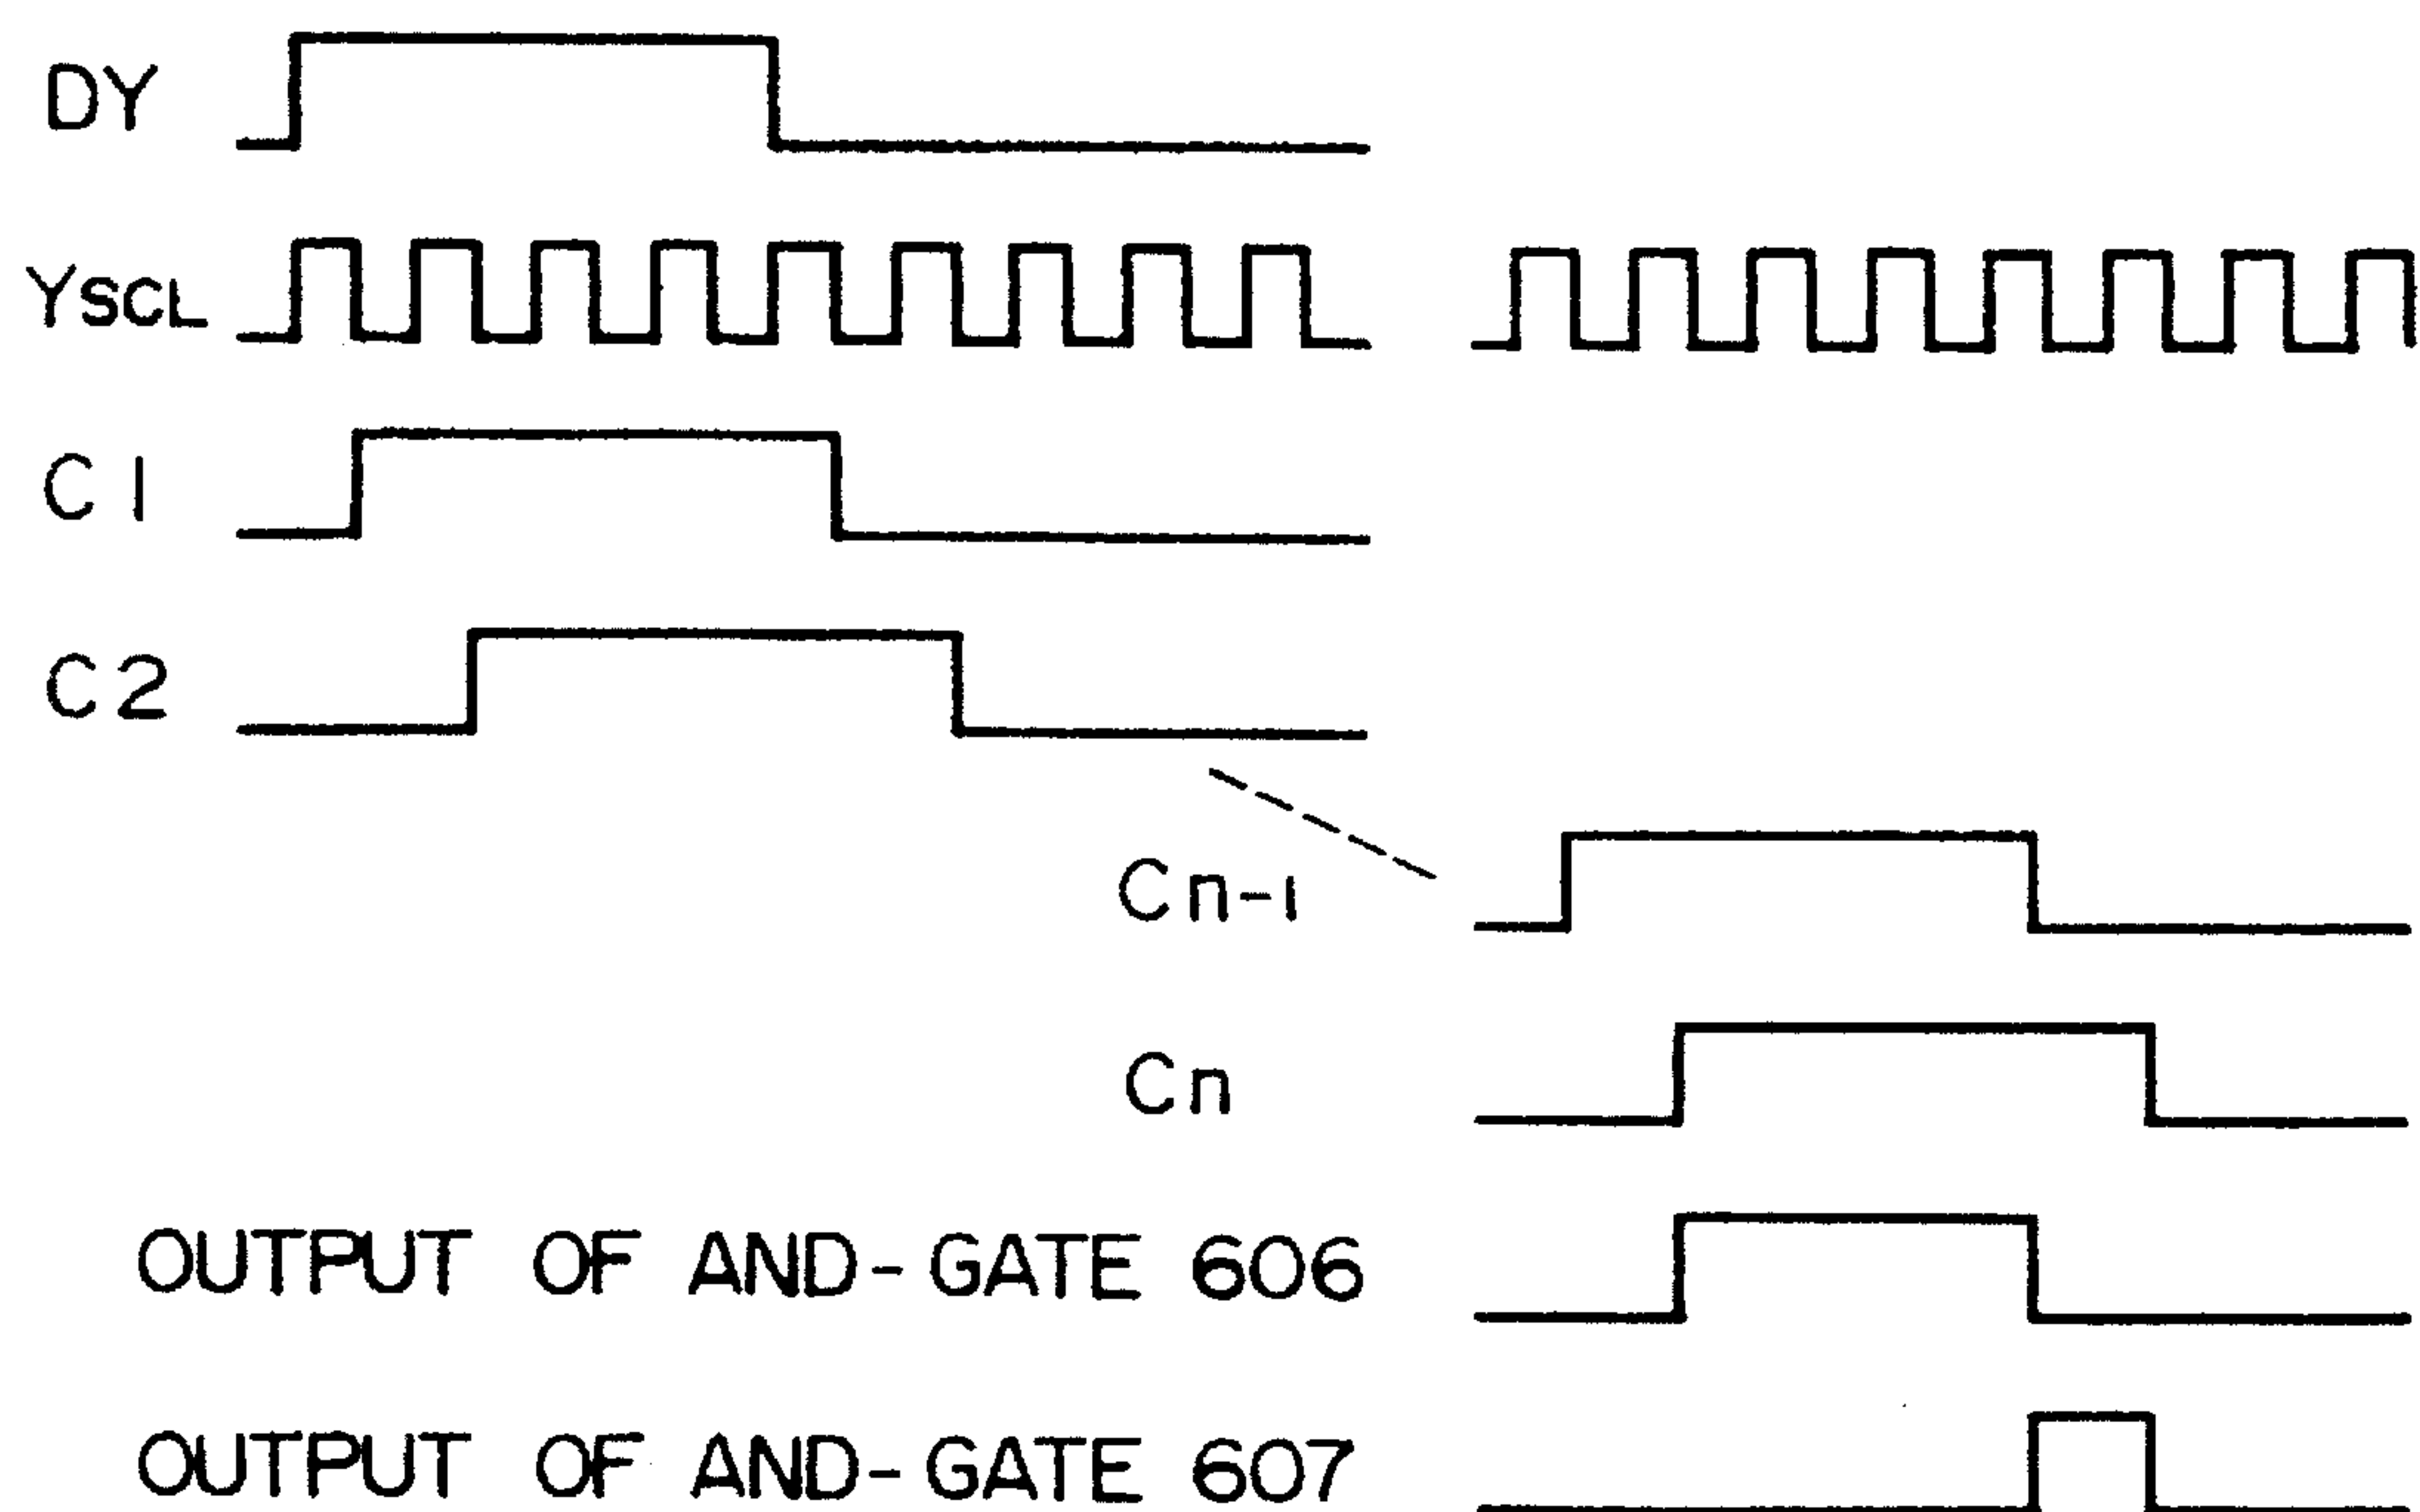 DY
YSCL
C1
C2
Cn-1
Cn
OUTPUT OF AND-GATE 606
OUTPUT OF AND-GATE 607